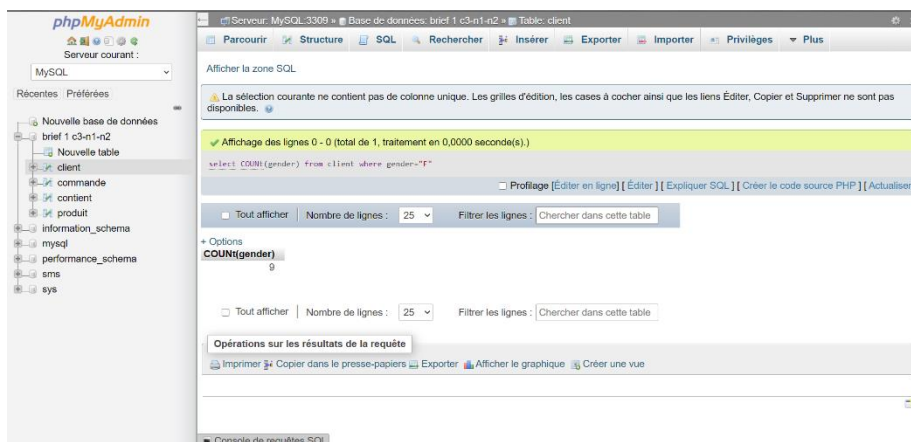 phpMyAdmin
Serveur courant :
MySQL
Récentes Préférées
Nouvelle base de données
brief 1 c3-n1-n2
Nouvelle table
client
commande
contient
produit
information_schema
mysql
performance_schema
sms
sys
Serveur: MySQL:3309 » Base de données: brief 1 c3-n1-n2 » Table: client
Parcourir Structure SQL Rechercher Insérer Exporter Importer Privilèges Plus
Afficher la zone SQL
La sélection courante ne contient pas de colonne unique. Les grilles d'édition, les cases à cocher ainsi que les liens Éditer, Copier et Supprimer ne sont pas
disponibles.
Affichage des lignes 0 - 0 (total de 1, traitement en 0,0000 seconde(s).)
select COUNt(gender) from client where gender="F"
Profilage [Éditer en ligne] [ Éditer ] [ Expliquer SQL ] [ Créer le code source PHP ] [ Actualiser
Tout afficher Nombre de lignes : 25 Filtrer les lignes : Chercher dans cette table
+ Options
COUNt(gender)
9
Tout afficher Nombre de lignes : 25 Filtrer les lignes : Chercher dans cette table
Opérations sur les résultats de la requête
Imprimer Copier dans le presse-papiers Exporter Afficher le graphique Créer une vue
Console de requêtes SQL